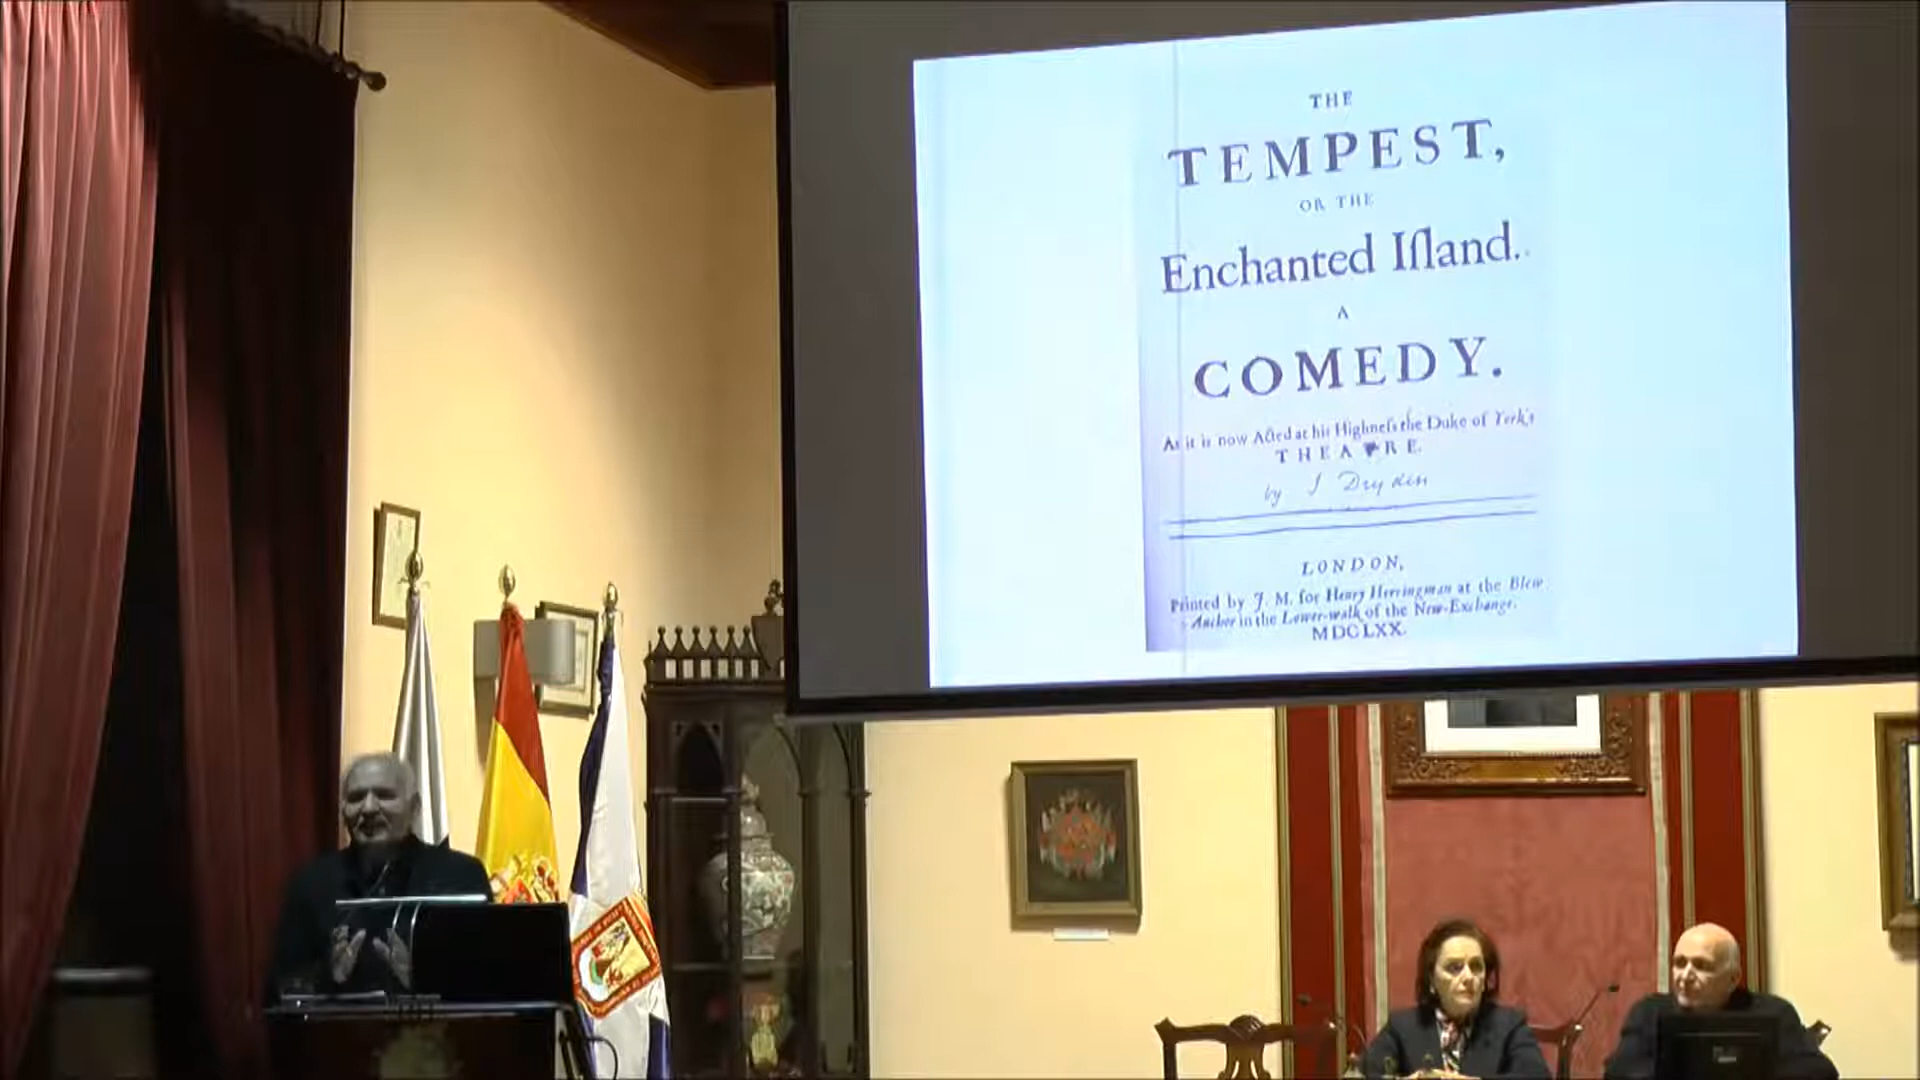 THE
TEMPEST,
OR THE
Enchanted Iſland.
A
COMEDY.
As it is now Acted at his Highneſs the Duke of York's
THEATRE.
by J Dryden
LONDON,
Printed by J. M. for Henry Herringman at the Blew
Anchor in the Lower-walk of the New-Exchange.
MDCLXX.